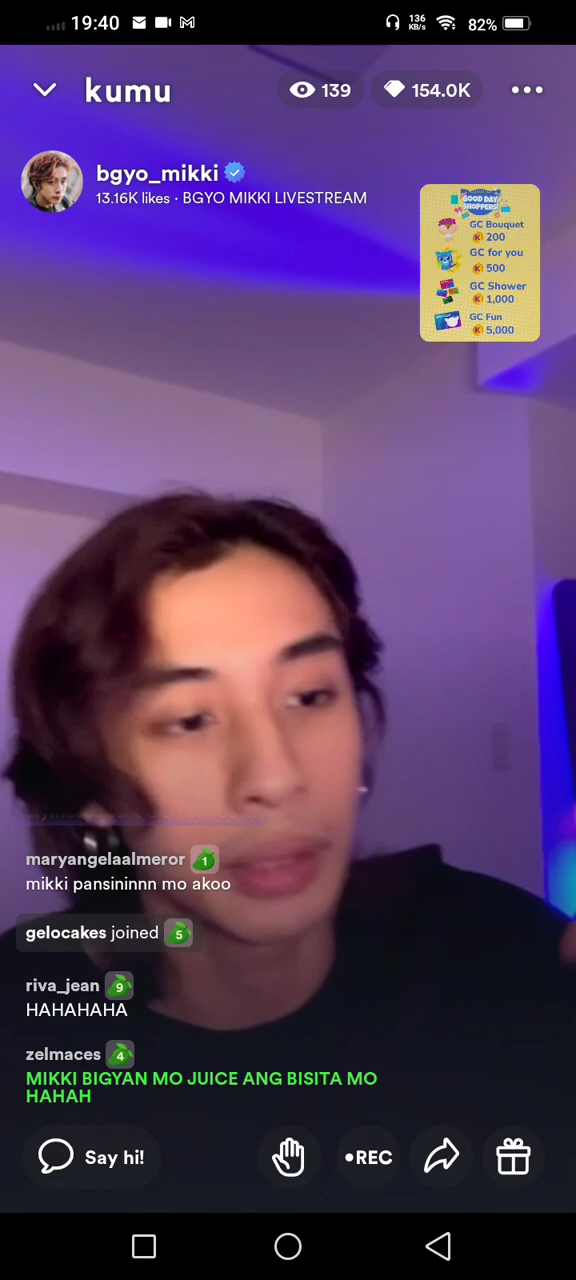 19:40
136
KB/s
82%
kumu
139
154.0K
bgyo_mikki
13.16K likes · BGYO MIKKI LIVESTREAM
GOOD DAY
SHOPPERS
GC Bouquet
200
GC for you
500
GC Shower
1,000
GC Fun
5,000
maryangelaalmeror 1
mikki pansininnn mo akoo
gelocakes joined 5
riva_jean 9
HAHAHAHA
zelmaces 4
MIKKI BIGYAN MO JUICE ANG BISITA MO
HAHAH
Say hi!
•REC